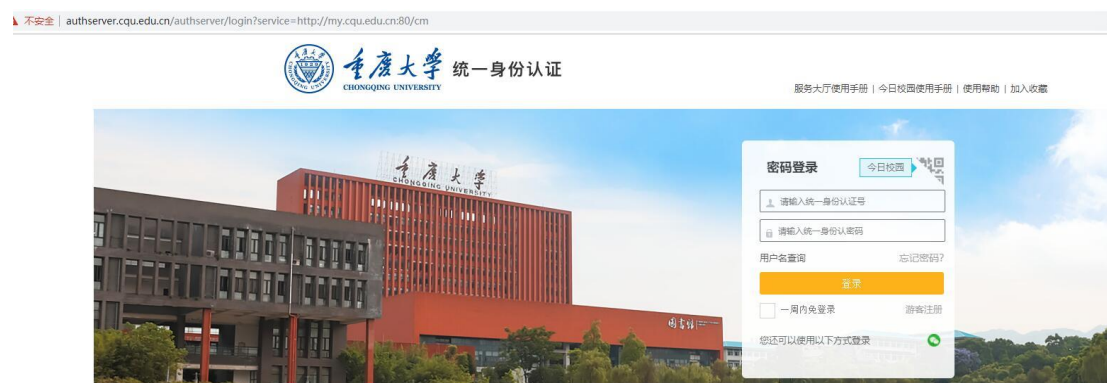 不安全 | authserver.cqu.edu.cn/authserver/login?service=http://my.cqu.edu.cn:80/cm
重庆大学 统一身份认证
CHONGQING UNIVERSITY
服务大厅使用手册 | 今日校园使用手册 | 使用帮助 | 加入收藏
重庆大学
CHONGQING UNIVERSITY
图书馆
密码登录 今日校园
请输入统一身份认证号
请输入统一身份认密码
用户名查询 忘记密码?
登录
一周内免登录 游客注册
您还可以使用以下方式登录